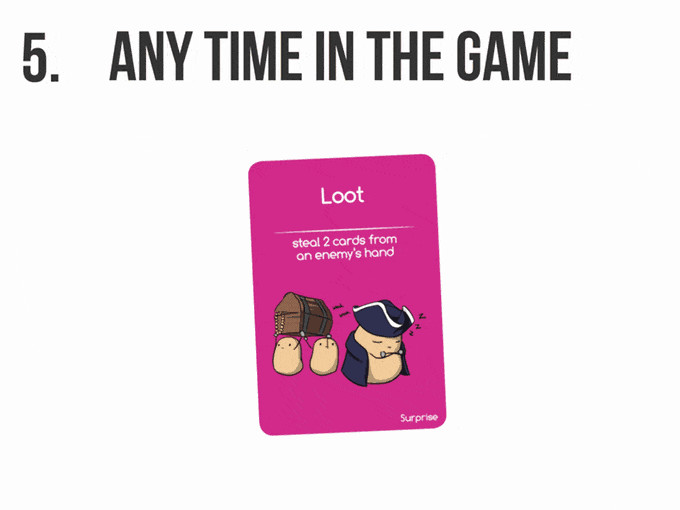 5. ANY TIME IN THE GAME
Loot
steal 2 cards from
an enemy's hand
z z z
z z z
Surprise